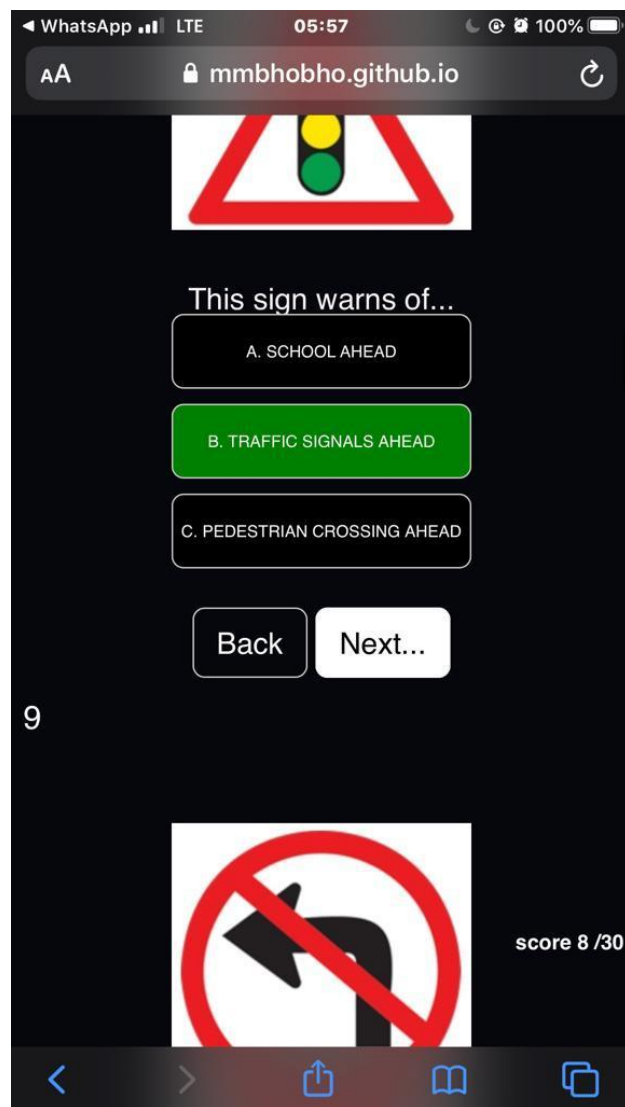 WhatsApp LTE 05:57 100%
AA mmbhobho.github.io
This sign warns of...
A. SCHOOL AHEAD
B. TRAFFIC SIGNALS AHEAD
C. PEDESTRIAN CROSSING AHEAD
Back Next...
9
score 8 /30